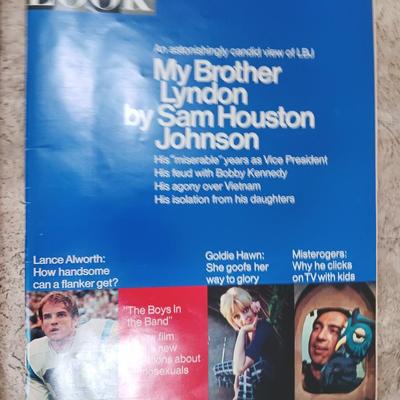 LOOK
An astonishingly candid view of LBJ
My Brother
Lyndon
by Sam Houston
Johnson
His "miserable" years as Vice President
His feud with Bobby Kennedy
His agony over Vietnam
His isolation from his daughters
Lance Alworth:
How handsome
can a flanker get?
"The Boys In
the Band"
film
new
about
Goldie Hawn:
She goofs her
way to glory
Misterogers:
Why he clicks
on TV with kids